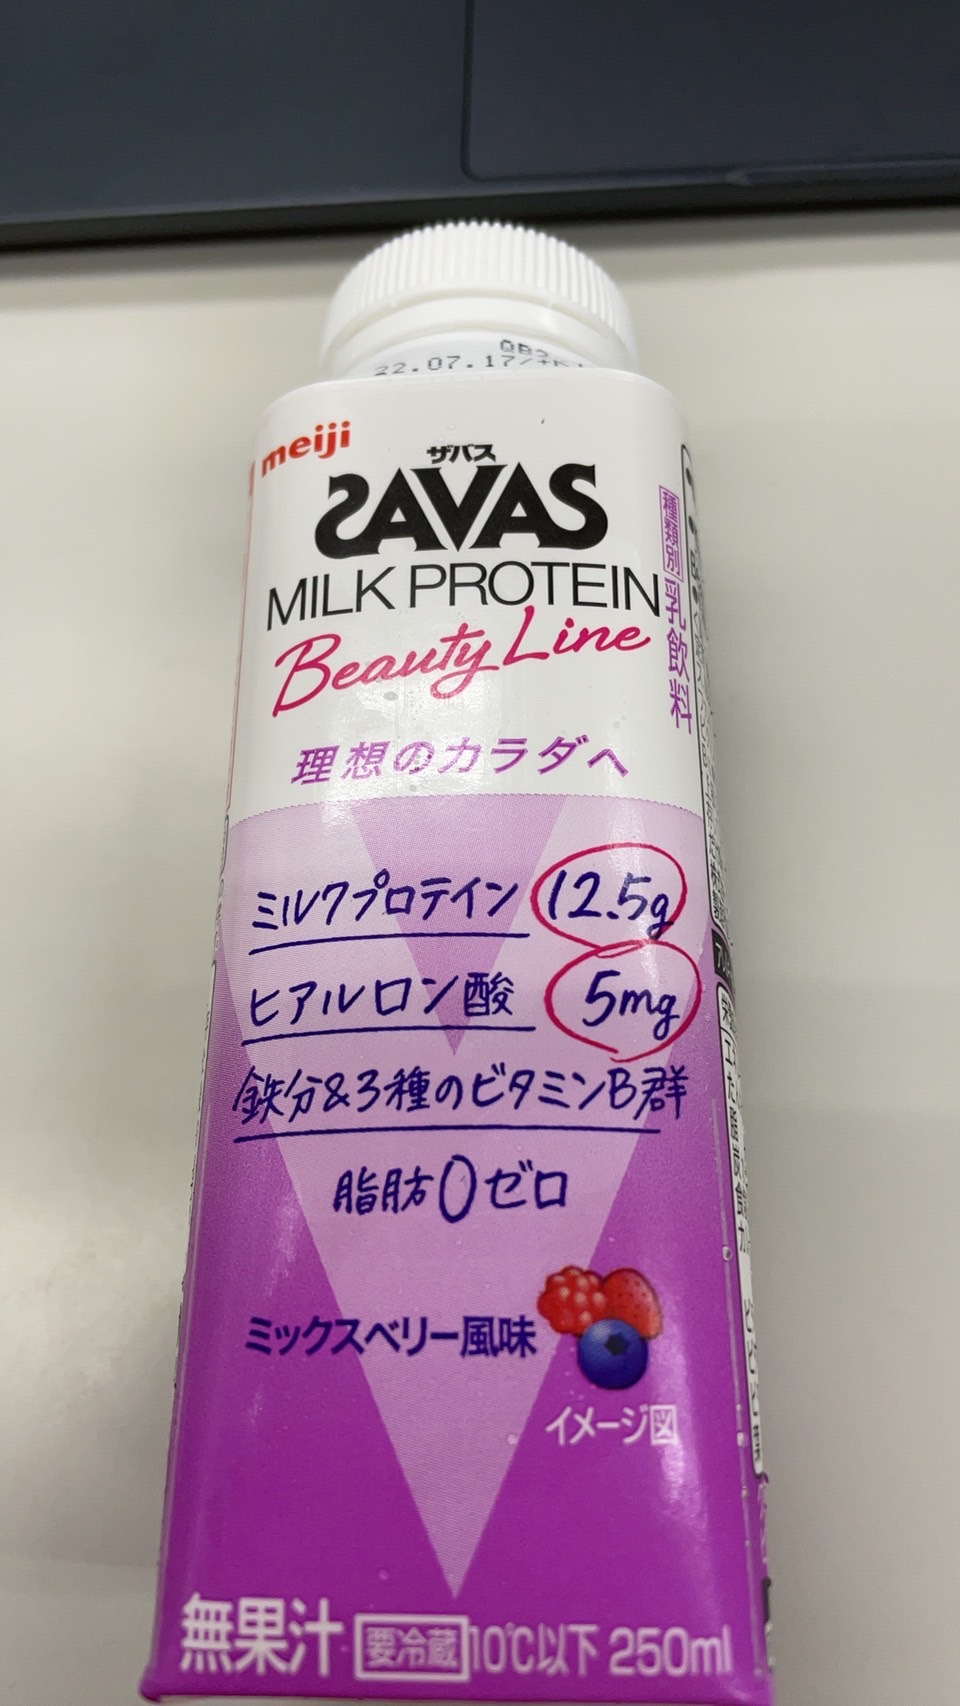 22.07.17/+K
meiji
ザバス
SAVAS
MILK PROTEIN
Beauty Line
種類別 乳飲料
理想のカラダへ
ミルクプロテイン 12.5g
ヒアルロン酸 5mg
鉄分&3種のビタミンB群
脂肪0ゼロ
ミックスベリー風味
イメージ図
無果汁 要冷蔵 10℃以下 250ml